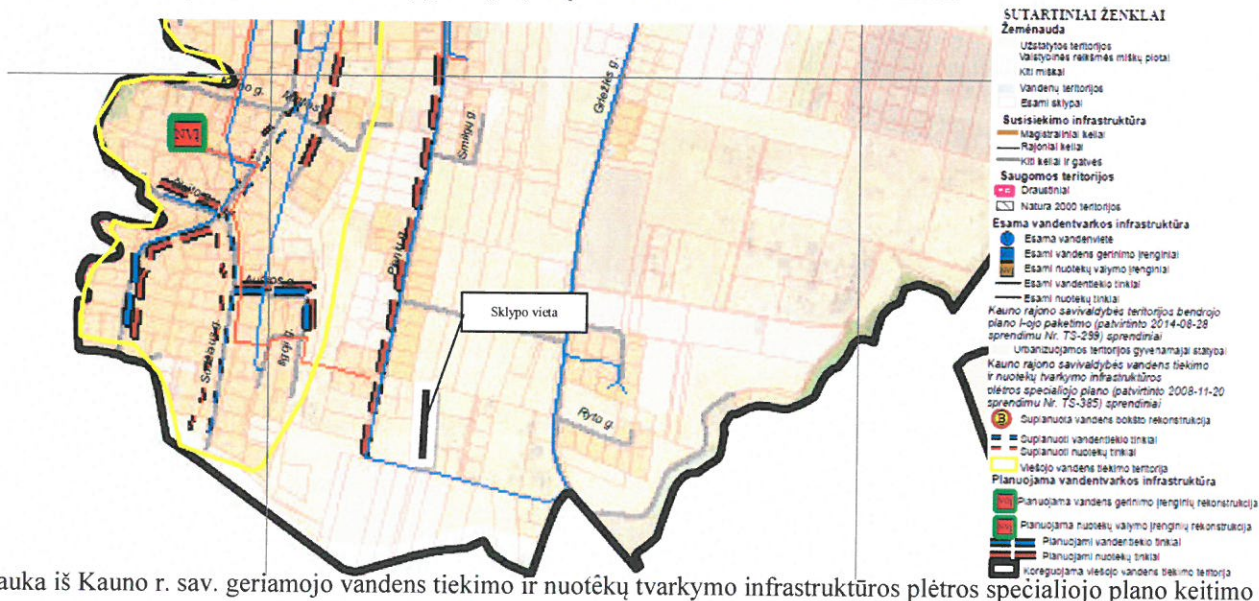 SUTARTINIAI ŽENKLAI
Žemėnauda
Užstatytos teritorijos
Valstybinės reikšmės miškų plotai
Kiti miškai
Vandenų teritorijos
Esami sklypai
Susisiekimo infrastruktūra
Magistraliniai keliai
Rajoniai keliai
Kiti keliai ir gatvės
Saugomos teritorijos
Draustiniai
Natura 2000 teritorijos
Esama vandentvarkos infrastruktūra
Esama vandenvietė
Esami vandens gerinimo įrenginiai
Esami nuotekų valymo įrenginiai
Esami vandentiekio tinklai
Esami nuotekų tinklai
Kauno rajono savivaldybės teritorijos bendrojo
plano I-ojo pakeitimo (patvirtinto 2014-08-28
sprendimu Nr. TS-299) sprendiniai
Urbanizuojamos teritorijos gyvenamajai statybai
Kauno rajono savivaldybės vandens tiekimo
ir nuotekų tvarkymo infrastruktūros
plėtros specialiojo plano (patvirtinto 2008-11-20
sprendimu Nr. TS-385) sprendiniai
B Suplanuota vandens bokšto rekonstrukcija
Suplanuoti vandentiekio tinklai
Suplanuoti nuotekų tinklai
Viešojo vandens tiekimo teritorija
Planuojama vandentvarkos infrastruktūra
Planuojama vandens gerinimo įrenginių rekonstrukcija
Planuojama nuotekų valymo įrenginių rekonstrukcija
Planuojami vandentiekio tinklai
Planuojami nuotekų tinklai
Koreguojama viešojo vandens tiekimo teritorija
NVĮ
Smilgų g.
Griežlės g.
g.
Ilgoji g.
Ryto g.
Sklypo vieta
auka iš Kauno r. sav. geriamojo vandens tiekimo ir nuotėkų tvarkymo infrastruktūros plėtros specialiojo plano keitimo